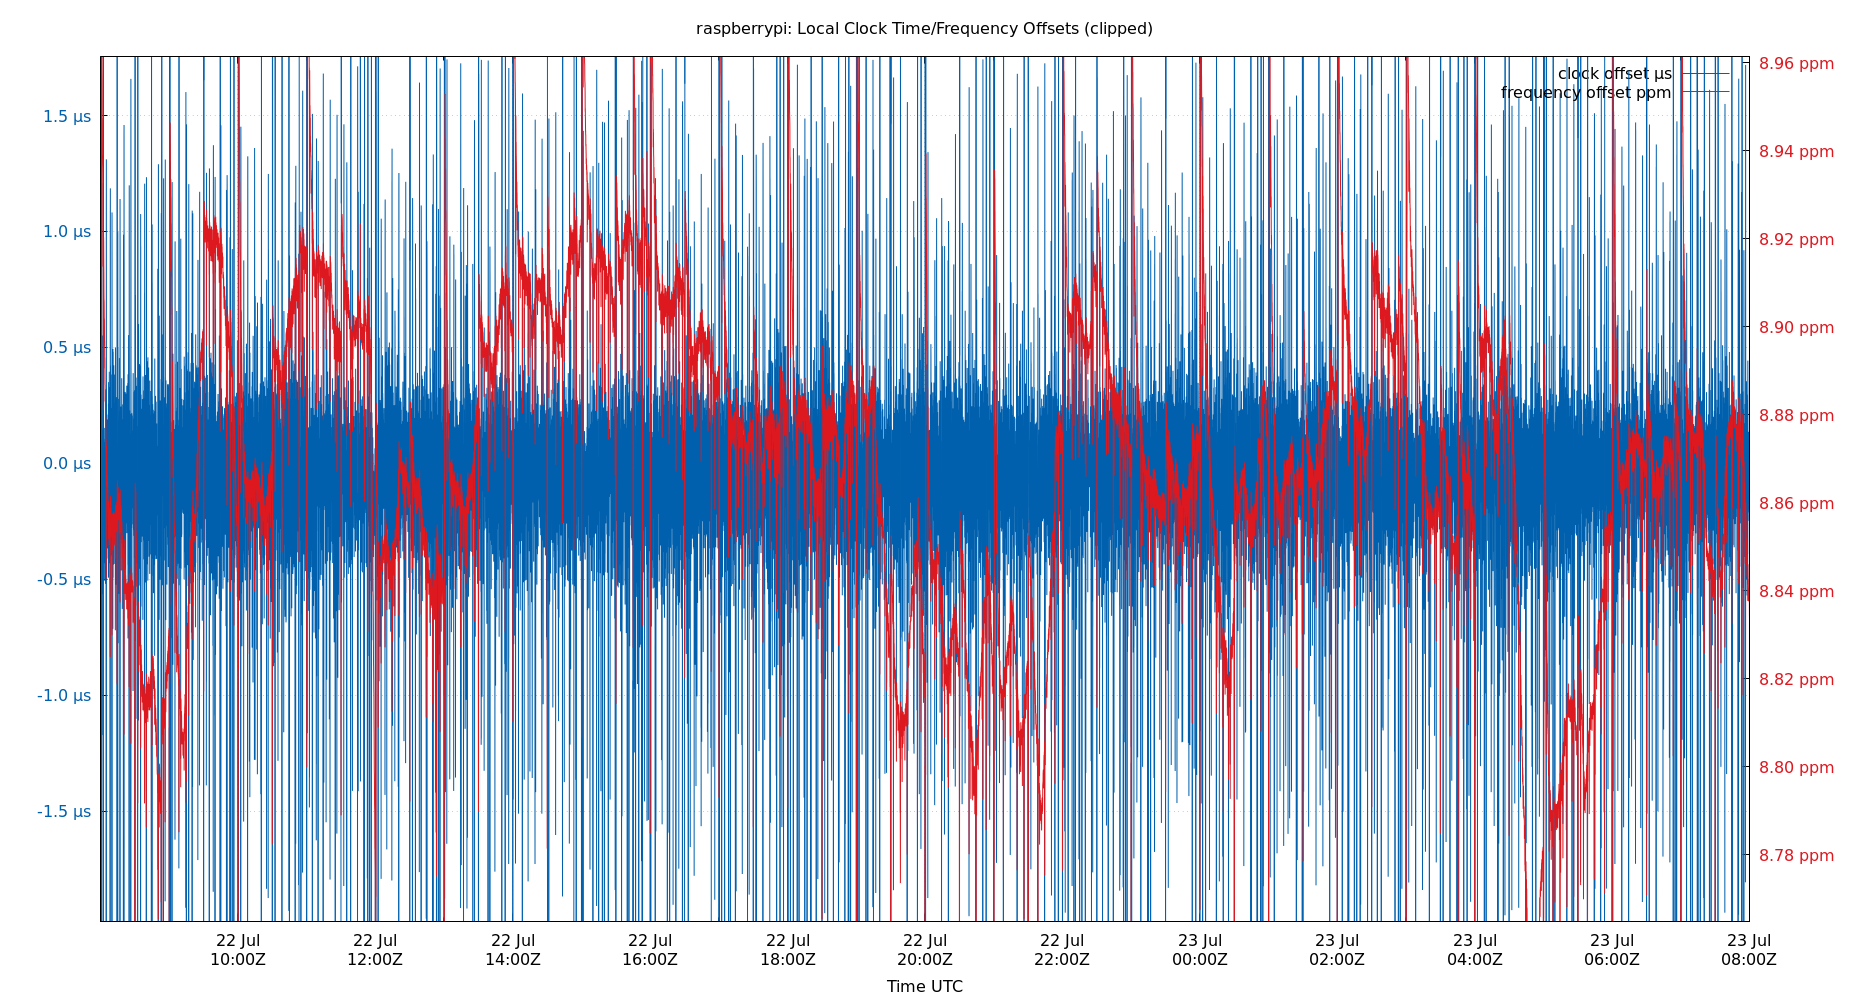 raspberrypi: Local Clock Time/Frequency Offsets (clipped)
clock offset µs
frequency offset ppm
1.5 µs
1.0 µs
0.5 µs
0.0 µs
-0.5 µs
-1.0 µs
-1.5 µs
8.96 ppm
8.94 ppm
8.92 ppm
8.90 ppm
8.88 ppm
8.86 ppm
8.84 ppm
8.82 ppm
8.80 ppm
8.78 ppm
22 Jul 22 Jul 22 Jul 22 Jul 22 Jul 22 Jul 22 Jul 23 Jul 23 Jul 23 Jul 23 Jul 23 Jul
10:00Z 12:00Z 14:00Z 16:00Z 18:00Z 20:00Z 22:00Z 00:00Z 02:00Z 04:00Z 06:00Z 08:00Z
Time UTC